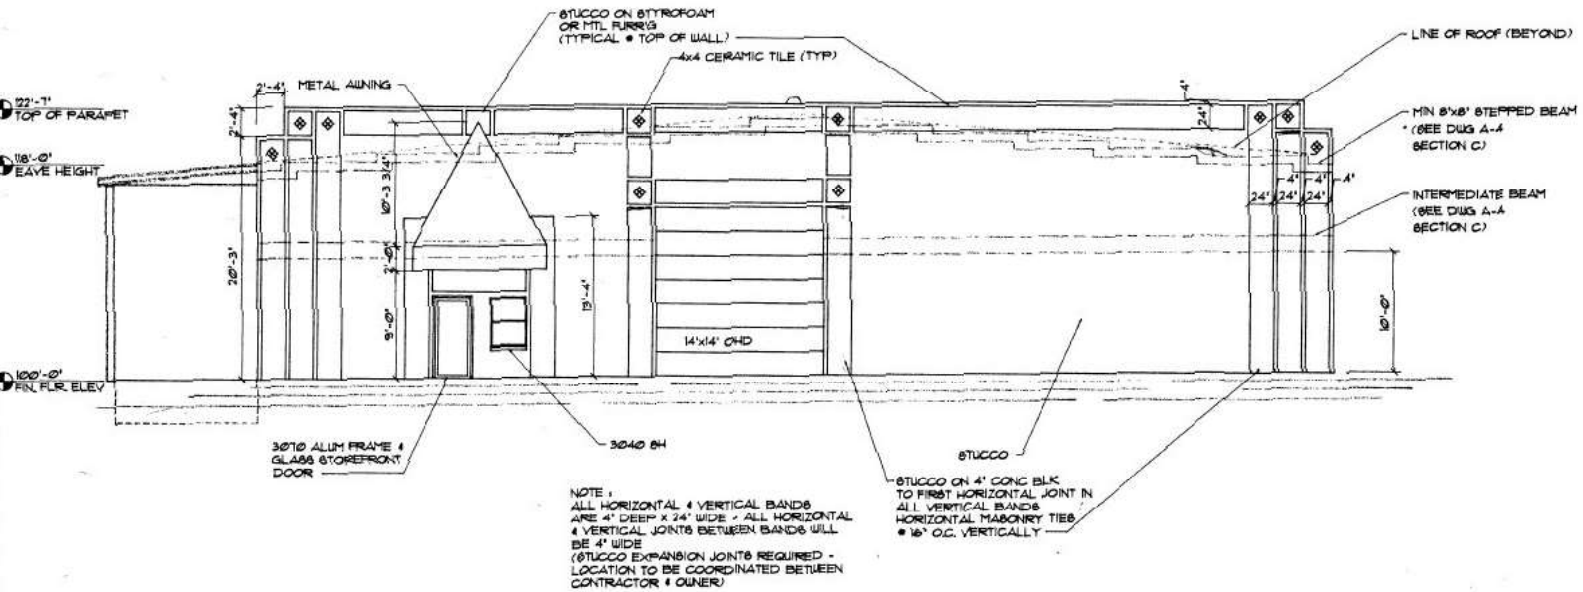 STUCCO ON STYROFOAM
OR MTL FURR'G
(TYPICAL @ TOP OF WALL)
4x4 CERAMIC TILE (TYP)
LINE OF ROOF (BEYOND)
METAL AWNING
2'-4"
4"
122'-7"
TOP OF PARAPET
2'-4"
24"
MIN 8"x8" STEPPED BEAM
(SEE DWG A-4
SECTION C)
118'-0"
EAVE HEIGHT
10'-3 3/4"
4"
4"
4"
24"
24"
24"
INTERMEDIATE BEAM
(SEE DWG A-4
SECTION C)
20'-3"
2'-0"
13'-4"
9'-0"
10'-0"
14'x14' OHD
100'-0"
FIN. FLR. ELEV
3070 ALUM FRAME &
GLASS STOREFRONT
DOOR
3040 SH
STUCCO
STUCCO ON 4" CONC BLK
TO FIRST HORIZONTAL JOINT IN
ALL VERTICAL BANDS
HORIZONTAL MASONRY TIES
@ 16" O.C. VERTICALLY
NOTE :
ALL HORIZONTAL & VERTICAL BANDS
ARE 4" DEEP x 24" WIDE - ALL HORIZONTAL
& VERTICAL JOINTS BETWEEN BANDS WILL
BE 4" WIDE
(STUCCO EXPANSION JOINTS REQUIRED -
LOCATION TO BE COORDINATED BETWEEN
CONTRACTOR & OWNER)